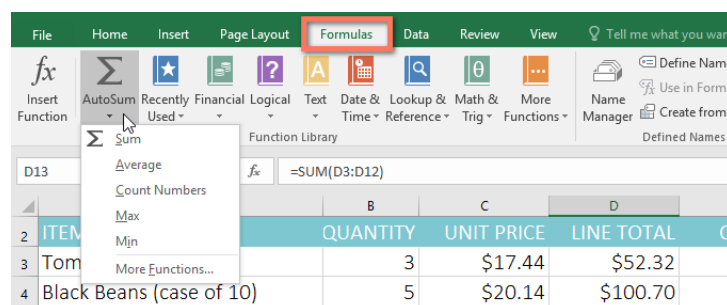 File Home Insert Page Layout Formulas Data Review View Tell me what you wan
fx
Insert Function
AutoSum
Recently Used
Financial
Logical
Text
Date & Time
Lookup & Reference
Math & Trig
More Functions
Function Library
Name Manager
Define Nam
Use in Form
Create from
Defined Names
Σ Sum
Average
Count Numbers
Max
Min
More Functions...
D13 fx =SUM(D3:D12)
B C D
2 ITEM QUANTITY UNIT PRICE LINE TOTAL
3 Tom 3 $17.44 $52.32
4 Black Beans (case of 10) 5 $20.14 $100.70